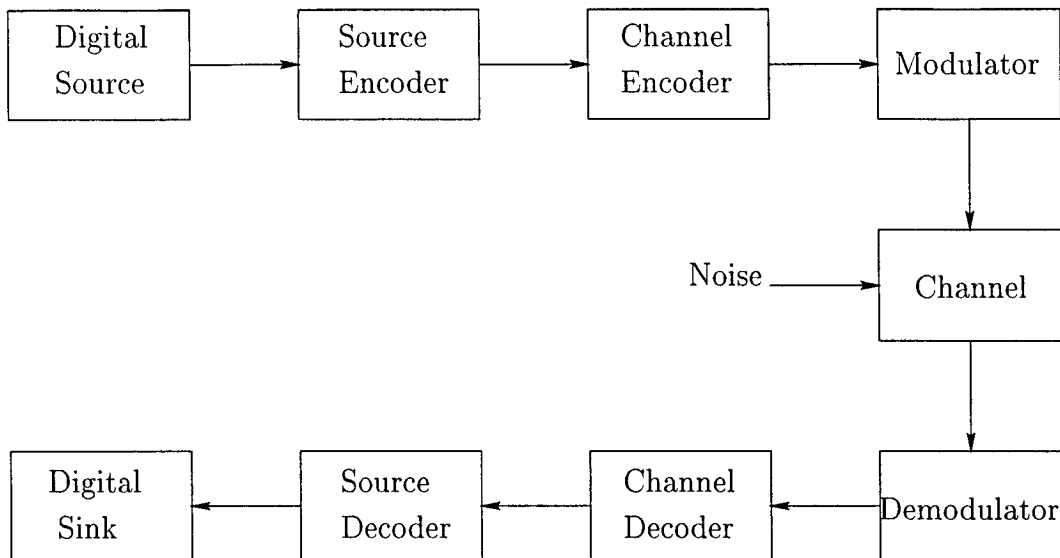 Digital
Source
Source
Encoder
Channel
Encoder
Modulator
Noise
Channel
Digital
Sink
Source
Decoder
Channel
Decoder
Demodulator